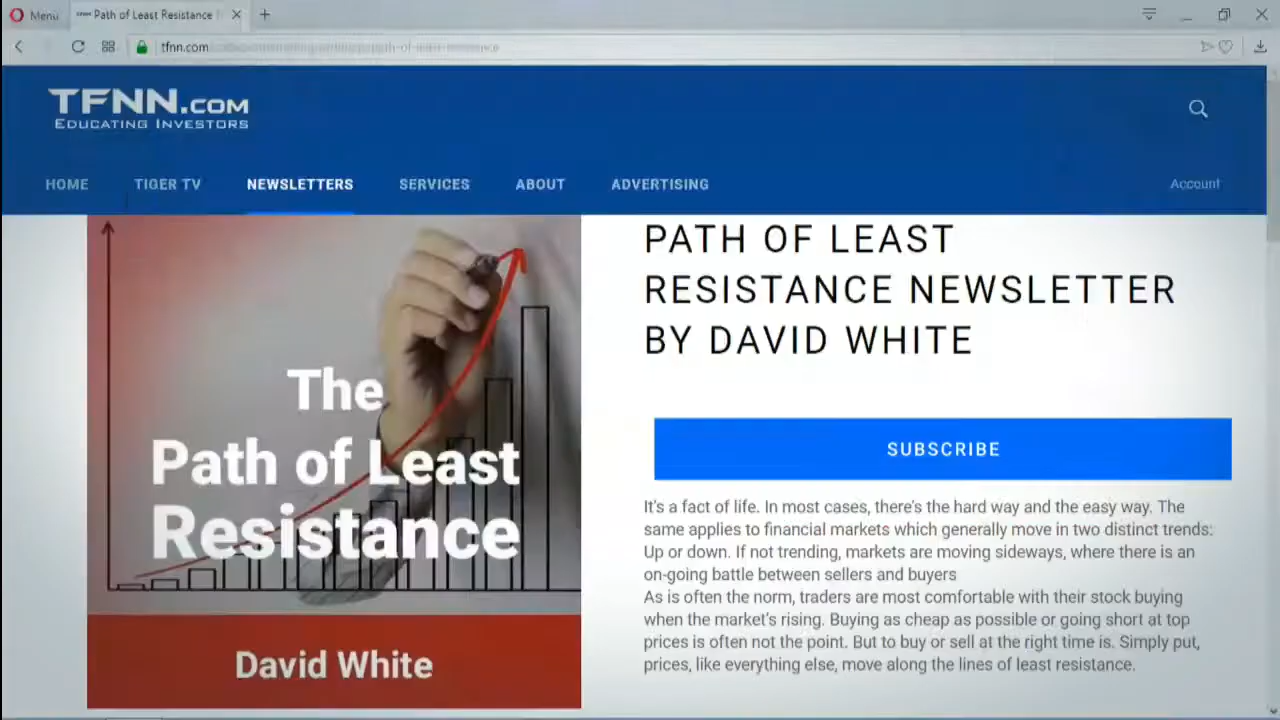 Menu
Path of Least Resistance
tfnn.com
TFNN.COM
EDUCATING INVESTORS
HOME
TIGER TV
NEWSLETTERS
SERVICES
ABOUT
ADVERTISING
Account
The
Path of Least
Resistance
David White
PATH OF LEAST
RESISTANCE NEWSLETTER
BY DAVID WHITE
SUBSCRIBE
It's a fact of life. In most cases, there's the hard way and the easy way. The
same applies to financial markets which generally move in two distinct trends:
Up or down. If not trending, markets are moving sideways, where there is an
on-going battle between sellers and buyers
As is often the norm, traders are most comfortable with their stock buying
when the market's rising. Buying as cheap as possible or going short at top
prices is often not the point. But to buy or sell at the right time is. Simply put,
prices, like everything else, move along the lines of least resistance.